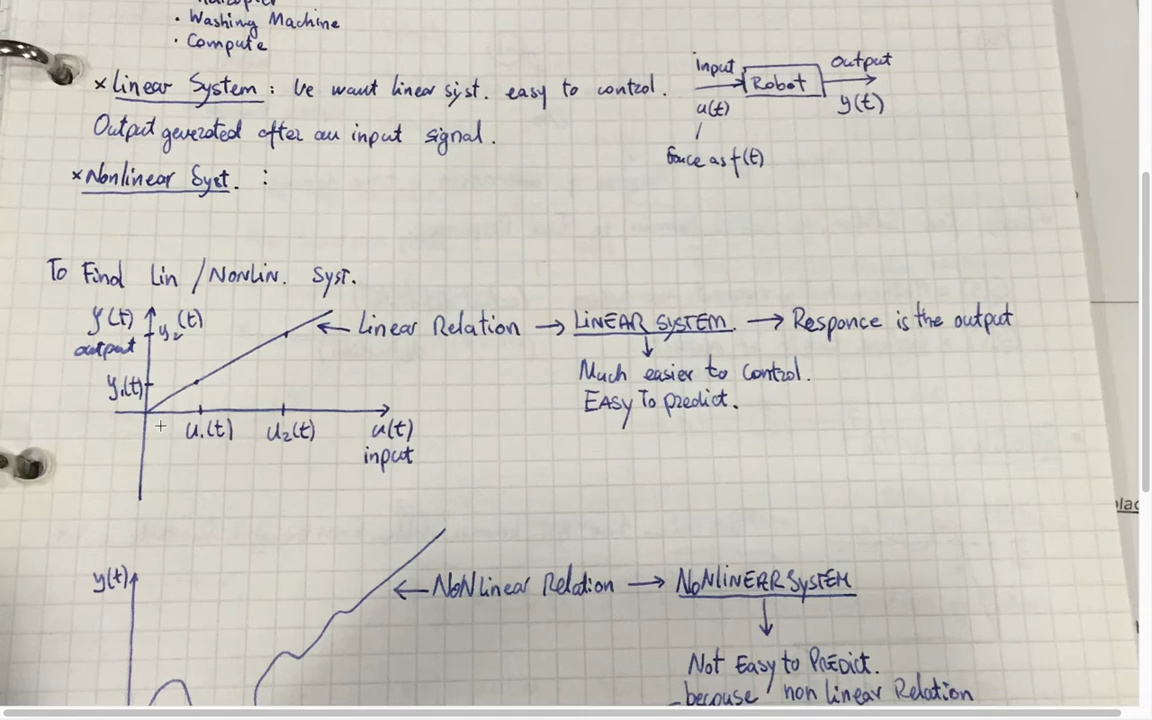 · Washing Machine
· Compute
× Linear System : We want linear syst. easy to control.
Output generated after an input signal.
× Nonlinear Syst. :
input
Robot
output
u(t)
y(t)
force as f(t)
To Find Lin / NonLin. Syst.
y(t)
output
y₂(t)
y₁(t)
u₁(t)
u₂(t)
u(t)
input
← Linear Relation → LINEAR SYSTEM → Responce is the output
Much easier to control.
EASY To predict.
y(t)
← NoNlinear Relation → NoNlINEAR SYSTEM
Not Easy to PREDICT.
becouse non linear Relation